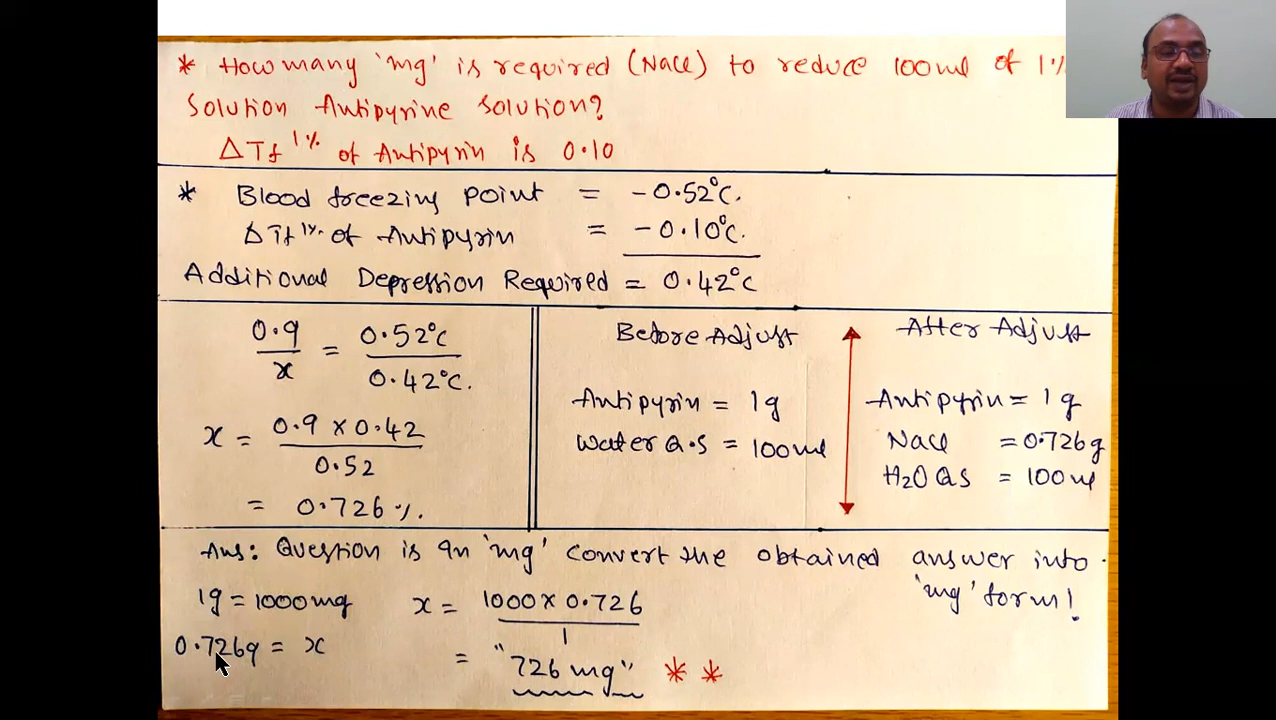 * How many 'mg' is required (Nacl) to reduce 100ml of 1%
Solution Antipyrine solution?
ΔTf 1% of Antipyrin is 0.10
* Blood freezing point = -0.52°C.
ΔTf 1% of Antipyrin = -0.10°C.
Additional Depression Required = 0.42°C
0.9 / x = 0.52°C / 0.42°C.
x = 0.9 x 0.42 / 0.52
= 0.726 %.
Before Adjust
Antipyrin = 1g
Water Q.S = 100ml
After Adjust
Antipyrin = 1g
Nacl = 0.726g
H2O QS = 100ml
Ans: Question is in 'mg' convert the obtained answer into
'mg' form!
1g = 1000mg
0.726g = x
x = 1000 x 0.726 / 1
= "726 mg" * *